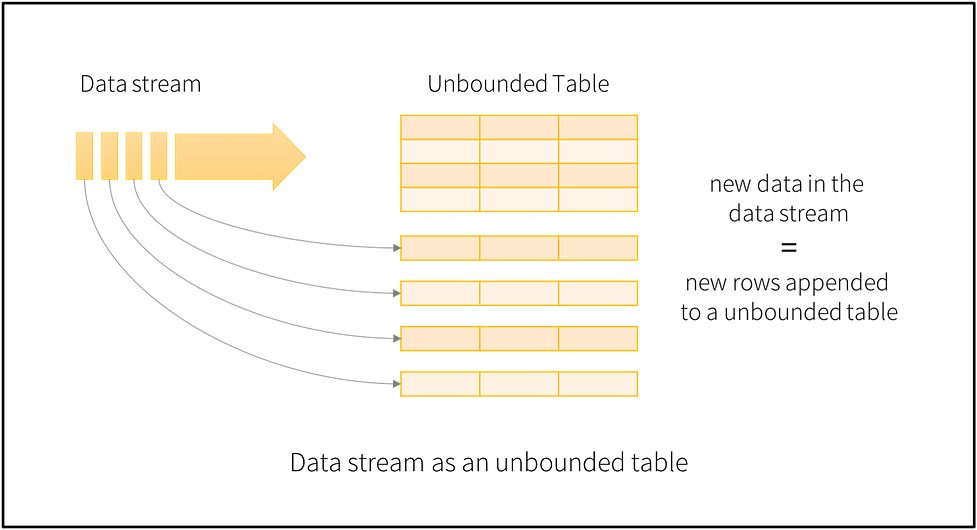 Data stream
Unbounded Table
new data in the
data stream
=
new rows appended
to a unbounded table
Data stream as an unbounded table